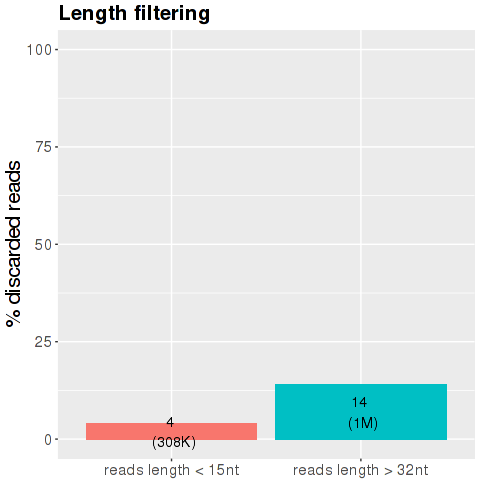 Length filtering
% discarded reads
100
75
50
25
0
4
(308K)
14
(1M)
reads length < 15nt
reads length > 32nt